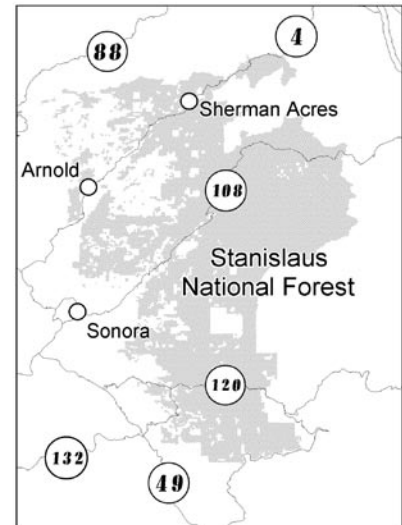 88
4
Sherman Acres
Arnold
108
Stanislaus
National Forest
Sonora
120
132
49